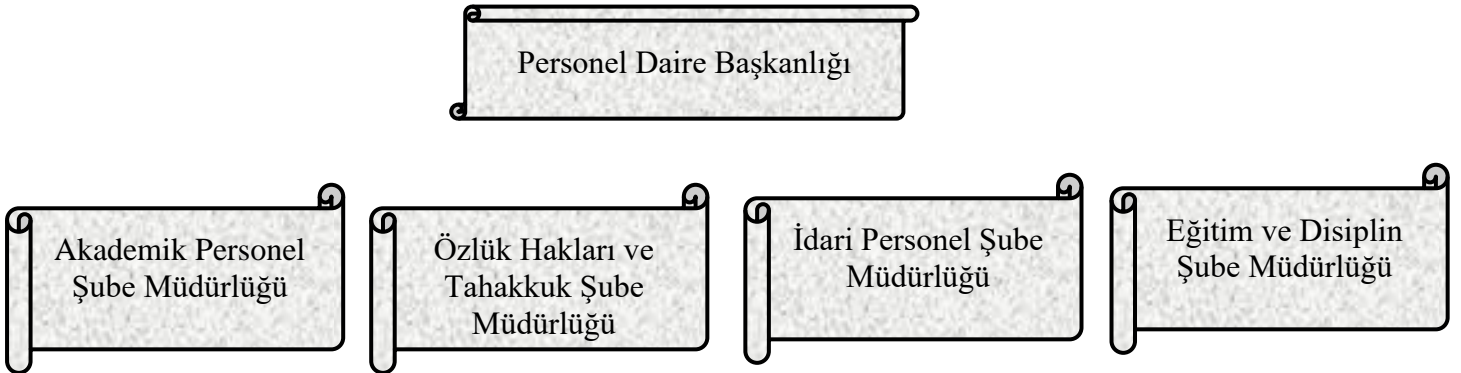 Personel Daire Başkanlığı
Akademik Personel
Şube Müdürlüğü
Özlük Hakları ve
Tahakkuk Şube
Müdürlüğü
İdari Personel Şube
Müdürlüğü
Eğitim ve Disiplin
Şube Müdürlüğü